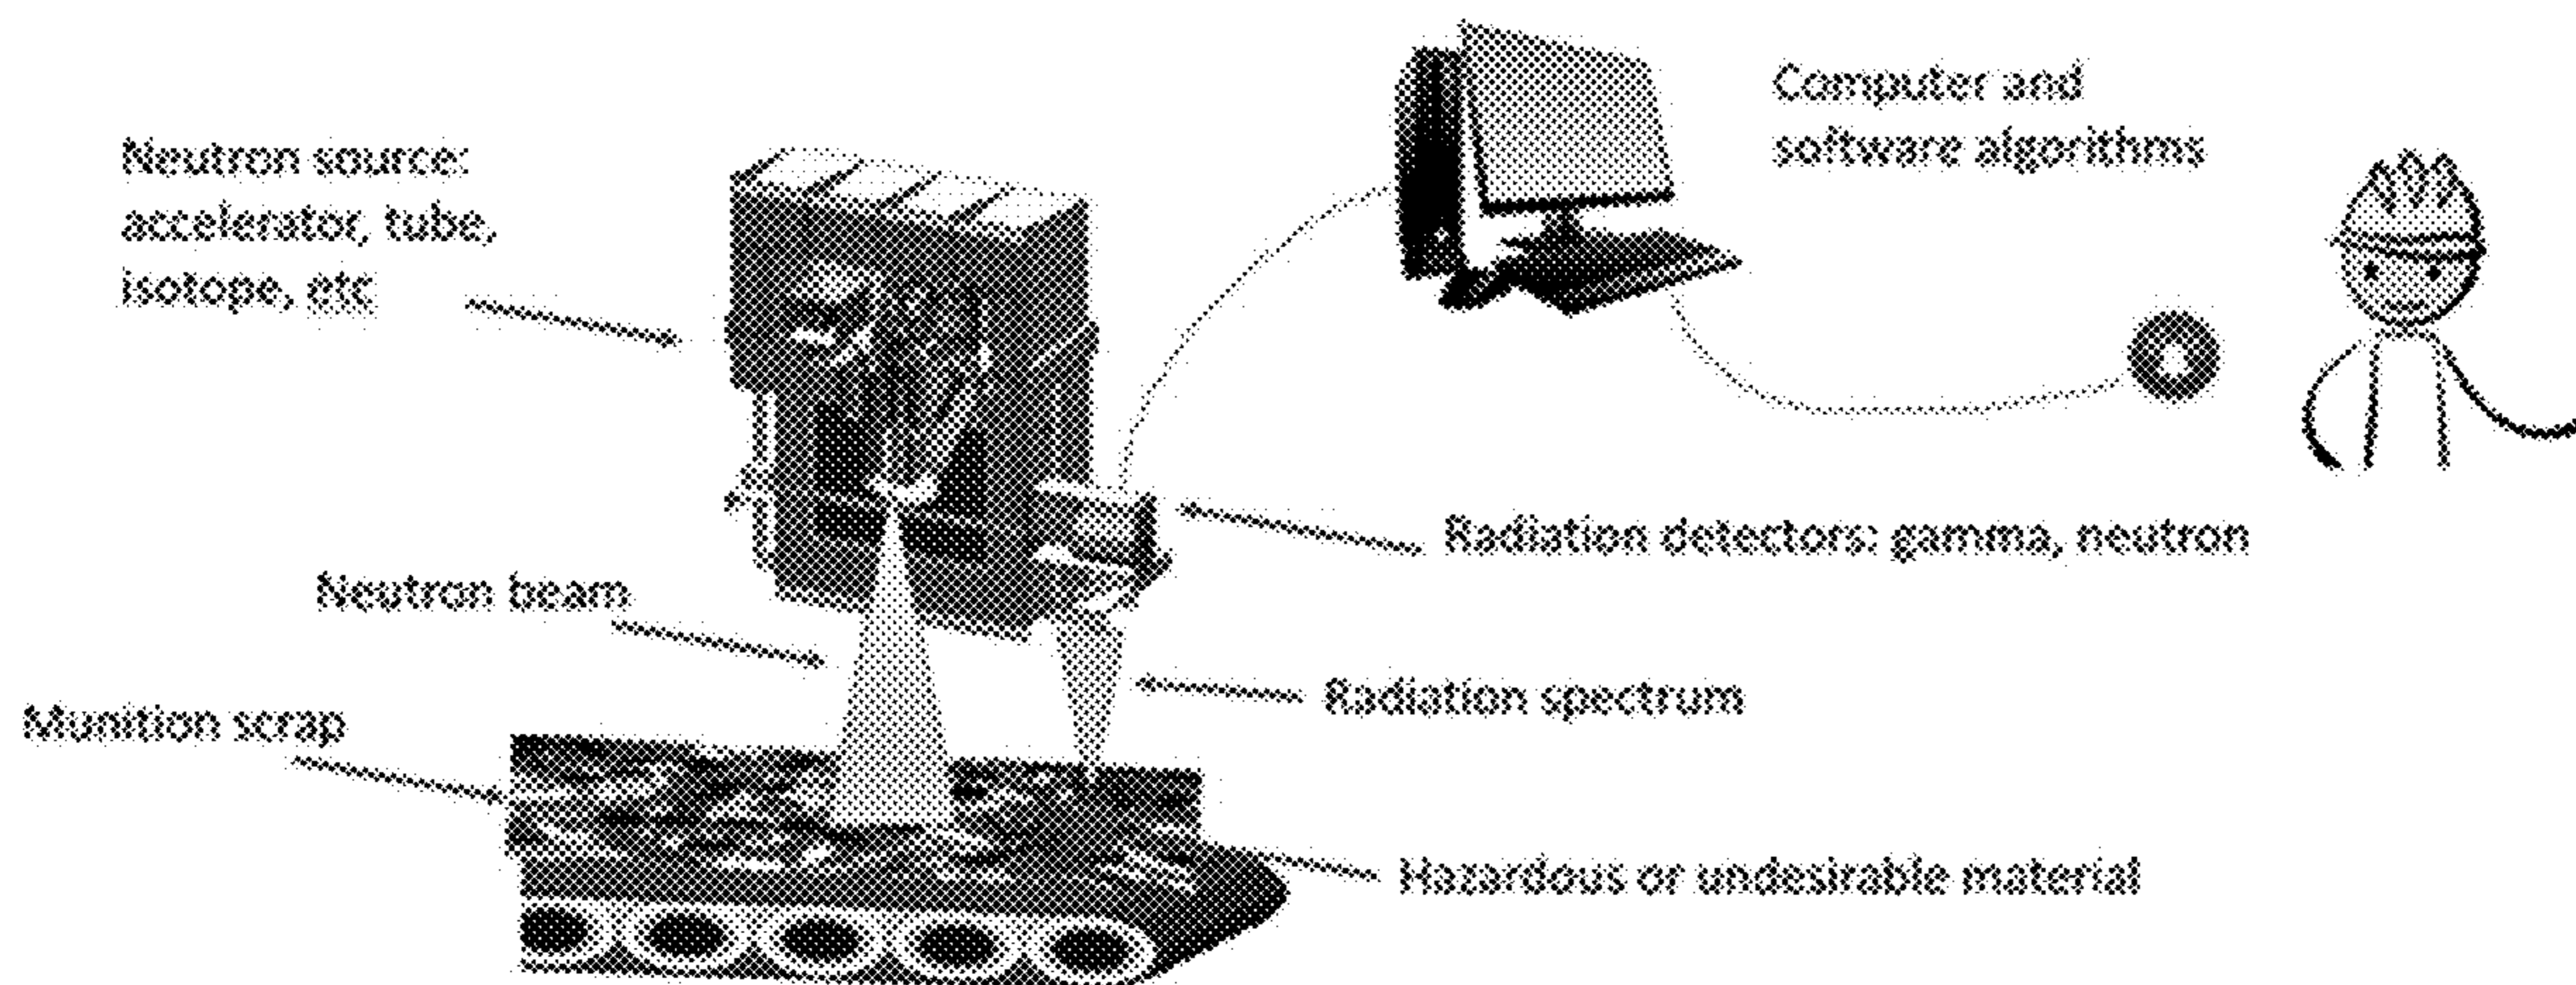 Computer and
software algorithms
Neutron source:
accelerator, tube,
isotope, etc
Radiation detectors: gamma, neutron
Neutron beam
Radiation spectrum
Munition scrap
Hazardous or undesirable material